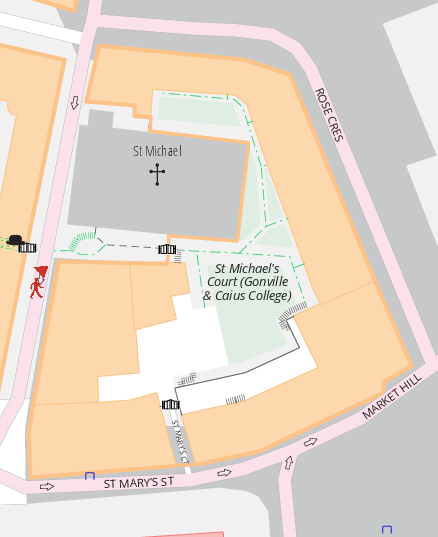 ROSE CRES
St Michael
St Michael's
Court (Gonville
& Caius College)
MARKET HILL
ST MARY'S CT
ST MARY'S ST